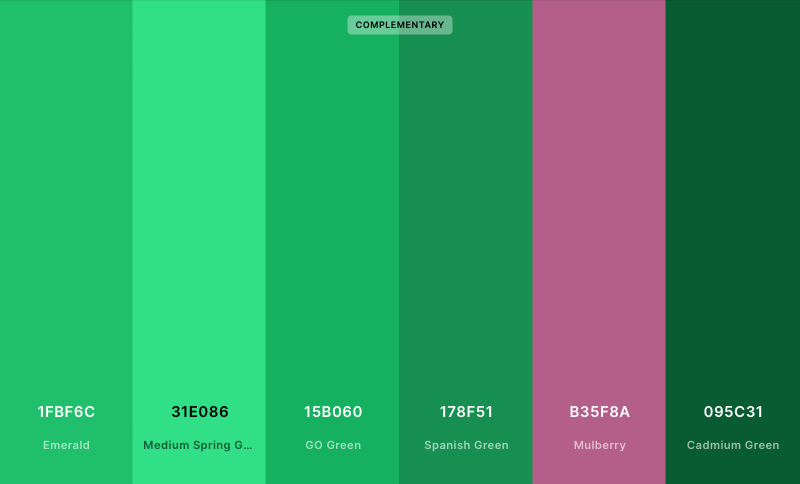 COMPLEMENTARY
1FBF6C
Emerald
31E086
Medium Spring G...
15B060
GO Green
178F51
Spanish Green
B35F8A
Mulberry
095C31
Cadmium Green